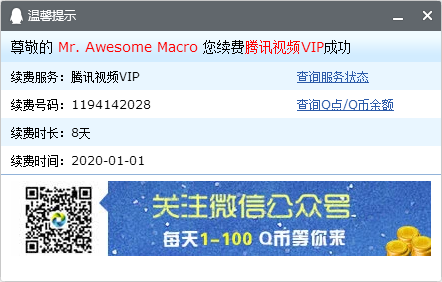 温馨提示
尊敬的 Mr. Awesome Macro 您续费腾讯视频VIP成功
续费服务：腾讯视频VIP 查询服务状态
续费号码：1194142028 查询Q点/Q币余额
续费时长：8天
续费时间：2020-01-01
关注微信公众号
每天1-100 Q币等你来